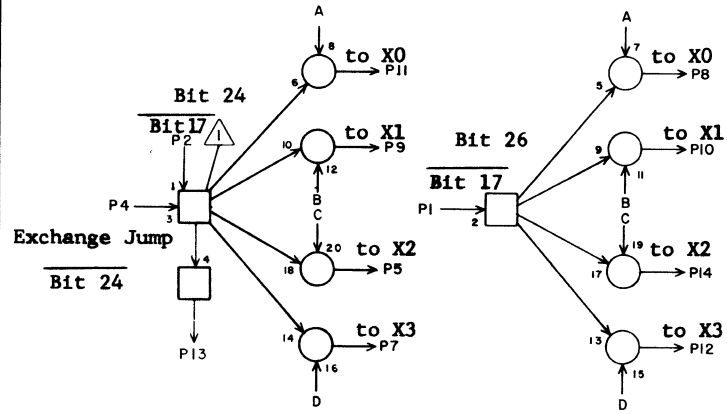 A
8
to X0
6
P11
Bit 24
Bit 17
P2
1
10
to X1
P9
12
1
P4
3
B
C
Exchange Jump
4
Bit 24
20
to X2
18
P5
P13
14
to X3
P7
16
D
A
7
to X0
5
P8
Bit 26
Bit 17
9
to X1
P10
11
P1
2
B
C
19
to X2
17
P14
13
to X3
P12
15
D